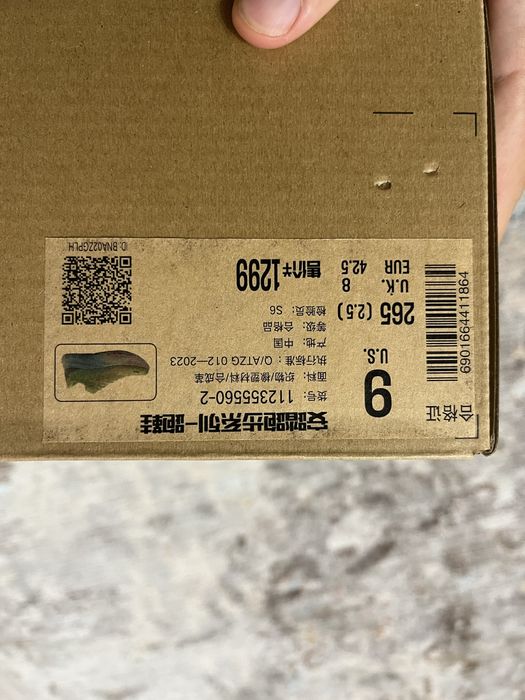 安踏跑步系列—跑鞋
货号: 112355560-2
面料: 织物/橡塑材料/合成革
执行标准: Q/ATZG 012—2023
产地: 中国
等级: 合格品
检验员: S6
售价¥1299
合格证
9 U.S.
265 (2.5)
U.K. 8
EUR 42.5
6901664411864
D BNA02ZGPLH